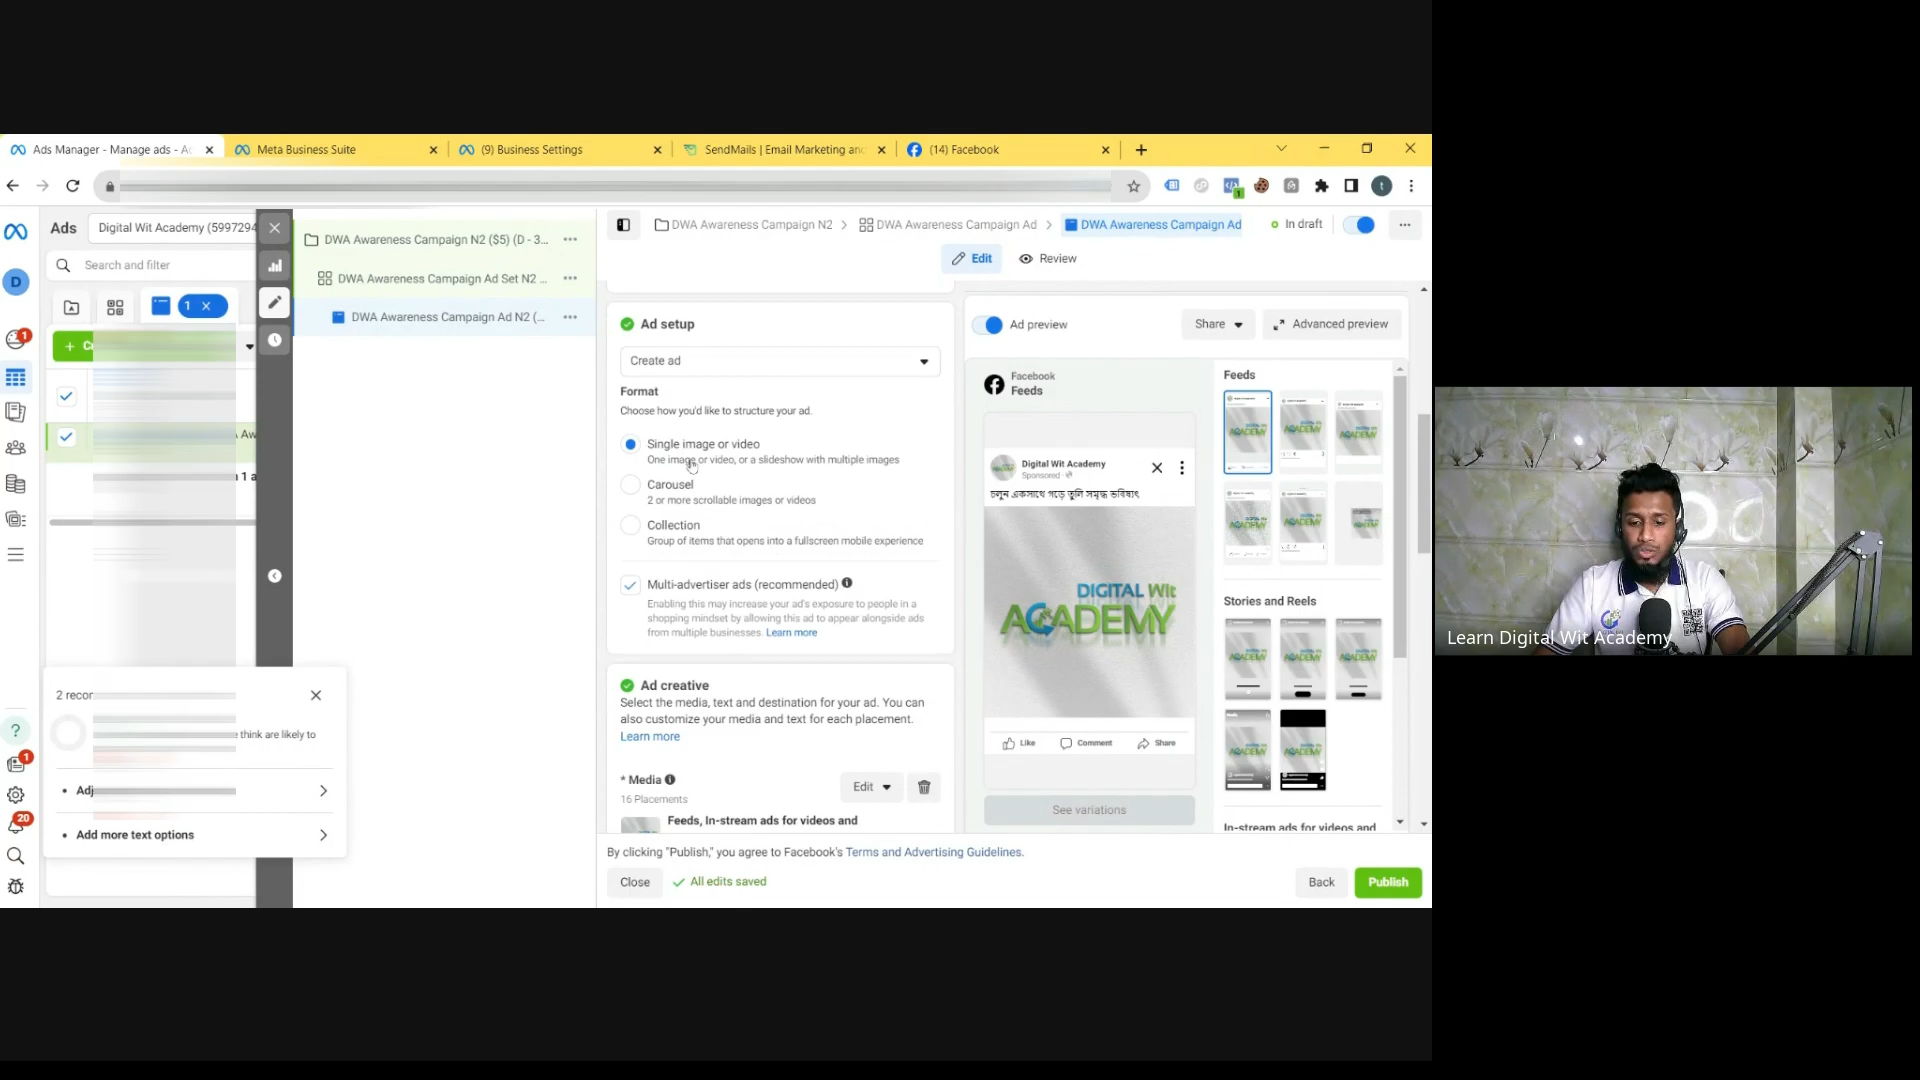 Ads Manager - Manage ads - Ac
Meta Business Suite
(9) Business Settings
SendMails | Email Marketing an
(14) Facebook
Ads
Digital Wit Academy (5997294
Search and filter
1
DWA Awareness Campaign N2 ($5) (D - 3...
DWA Awareness Campaign Ad Set N2 ...
DWA Awareness Campaign Ad N2 (...
DWA Awareness Campaign N2
DWA Awareness Campaign Ad
DWA Awareness Campaign Ad
In draft
Edit
Review
Ad setup
Create ad
Format
Choose how you'd like to structure your ad.
Single image or video
One image or video, or a slideshow with multiple images
Carousel
2 or more scrollable images or videos
Collection
Group of items that opens into a fullscreen mobile experience
Multi-advertiser ads (recommended)
Enabling this may increase your ad's exposure to people in a
shopping mindset by allowing this ad to appear alongside ads
from multiple businesses. Learn more
Ad creative
Select the media, text and destination for your ad. You can
also customize your media and text for each placement.
Learn more
* Media
16 Placements
Edit
Feeds, In-stream ads for videos and
Ad preview
Share
Advanced preview
Facebook
Feeds
Digital Wit Academy
Sponsored
চলুন একসাথে গড়ে তুলি সমৃদ্ধ ভবিষ্যৎ
DIGITAL Wit
ACADEMY
Like
Comment
Share
See variations
Feeds
Stories and Reels
In-stream ads for videos and
2 recor
think are likely to
Adj
Add more text options
By clicking "Publish," you agree to Facebook's Terms and Advertising Guidelines.
Close
All edits saved
Back
Publish
Learn Digital Wit Academy